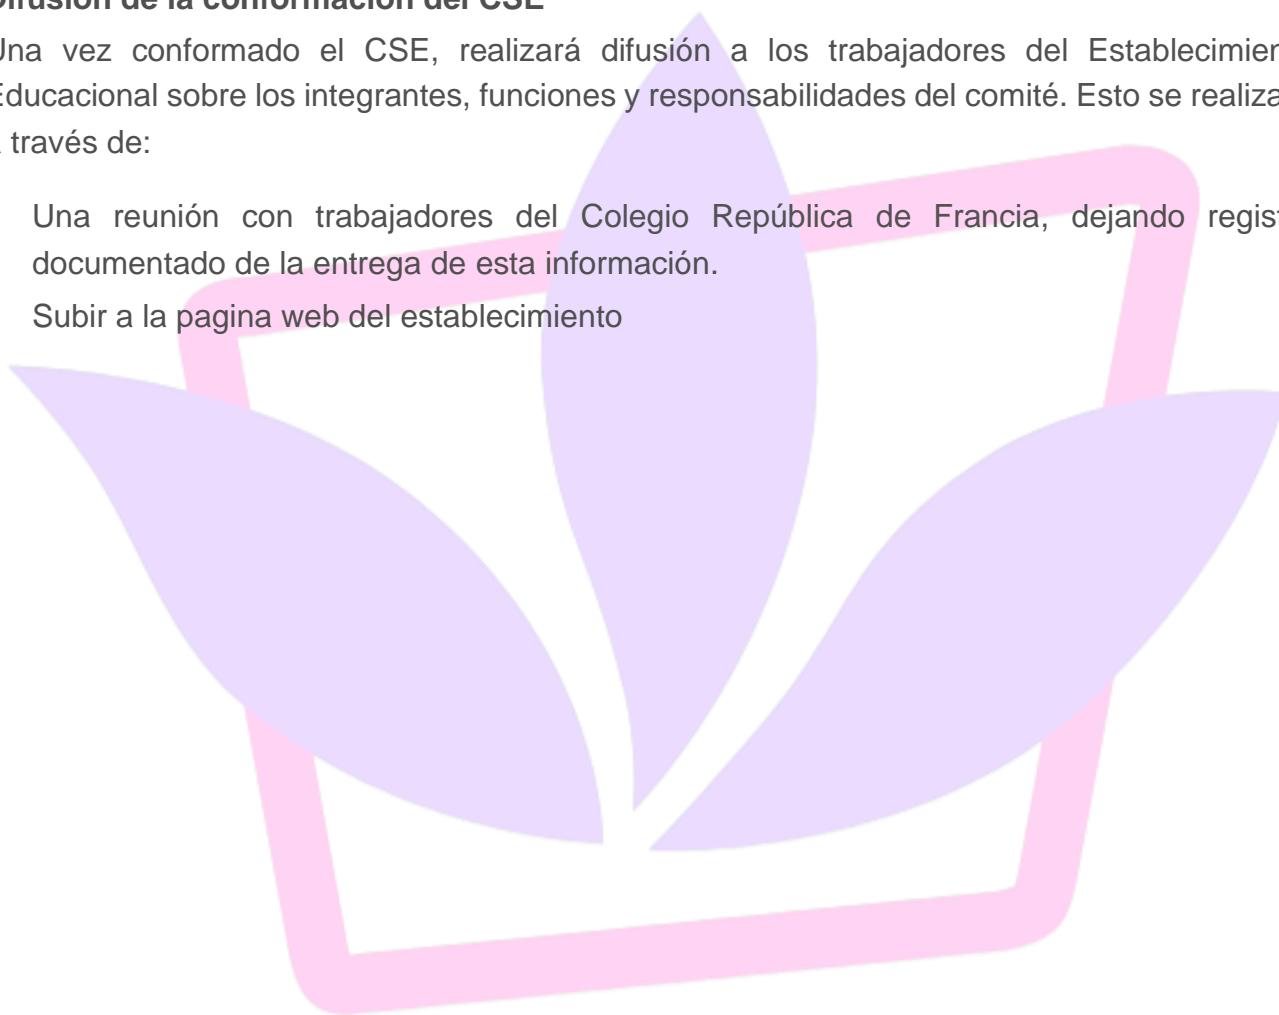 Difusión de la conformación del CSE
Una vez conformado el CSE, realizará difusión a los trabajadores del Establecimien
Educacional sobre los integrantes, funciones y responsabilidades del comité. Esto se realiza
a través de:
Una reunión con trabajadores del Colegio República de Francia, dejando regist
documentado de la entrega de esta información.
Subir a la pagina web del establecimiento